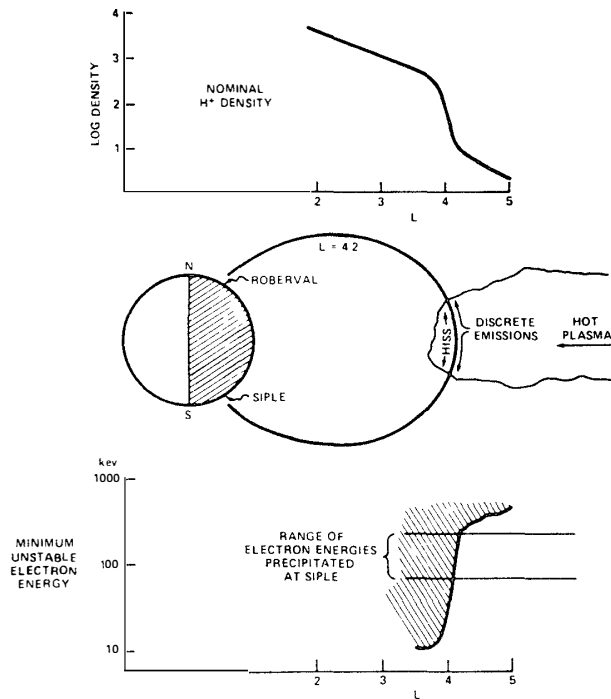 4
3
2
1
LOG DENSITY
NOMINAL
H+ DENSITY
2
3
4
5
L
L = 4.2
N
ROBERVAL
HISS
DISCRETE
EMISSIONS
HOT
PLASMA
SIPLE
S
kev
1000
100
10
MINIMUM
UNSTABLE
ELECTRON
ENERGY
RANGE OF
ELECTRON ENERGIES
PRECIPITATED
AT SIPLE
2
3
4
5
L